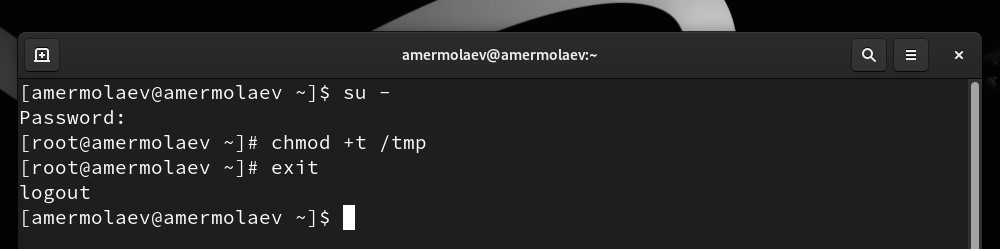 amermolaev@amermolaev:~
[amermolaev@amermolaev ~]$ su -
Password:
[root@amermolaev ~]# chmod +t /tmp
[root@amermolaev ~]# exit
logout
[amermolaev@amermolaev ~]$